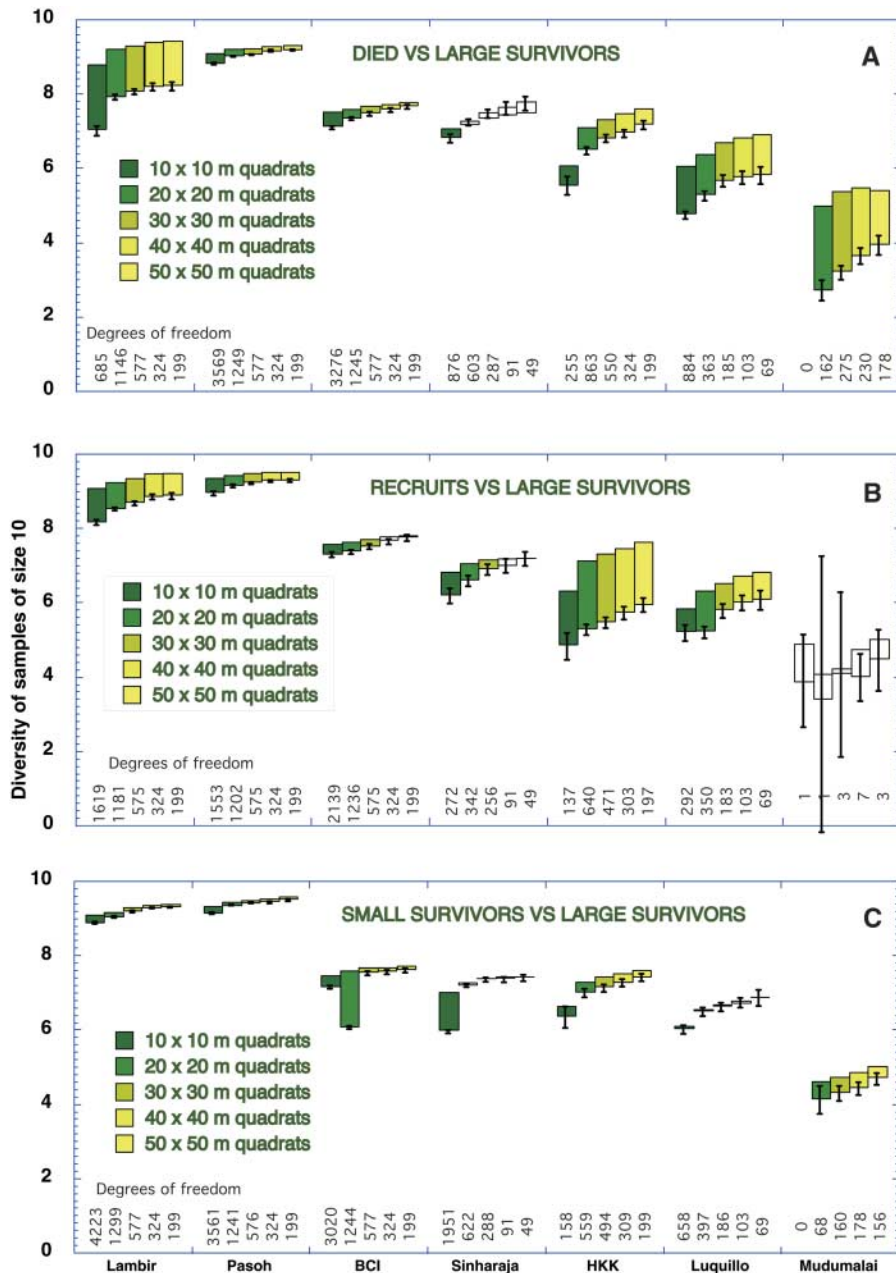 10
DIED VS LARGE SURVIVORS
A
8
10 x 10 m quadrats
6
20 x 20 m quadrats
30 x 30 m quadrats
40 x 40 m quadrats
4
50 x 50 m quadrats
2
Degrees of freedom
685 1146 577 324 199 3569 1249 577 324 199 3276 1245 577 324 199 876 603 287 91 49 255 863 550 324 199 884 363 185 103 69 0 162 275 230 178
0
10
RECRUITS VS LARGE SURVIVORS
B
8
10 x 10 m quadrats
6
20 x 20 m quadrats
30 x 30 m quadrats
40 x 40 m quadrats
4
50 x 50 m quadrats
2
Degrees of freedom
1619 1181 575 324 199 1553 1202 575 324 199 2139 1236 575 324 199 272 342 256 91 49 137 640 471 303 197 292 350 183 103 69 1 1 3 7 3
0
Diversity of samples of size 10
10
SMALL SURVIVORS VS LARGE SURVIVORS
C
8
6
10 x 10 m quadrats
20 x 20 m quadrats
4
30 x 30 m quadrats
40 x 40 m quadrats
50 x 50 m quadrats
2
Degrees of freedom
4223 1299 577 324 199 3561 1241 576 324 199 3020 1244 577 324 199 1951 622 288 91 49 158 559 494 309 199 658 397 186 103 69 0 68 160 178 156
0
Lambir Pasoh BCI Sinharaja HKK Luquillo Mudumalai